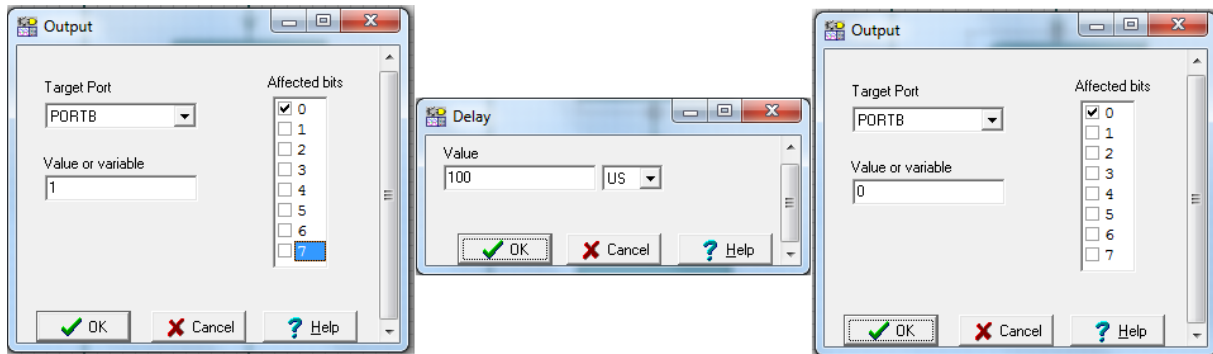 Output
Target Port
PORTB
Value or variable
1
Affected bits
0
1
2
3
4
5
6
7
OK Cancel Help
Delay
Value
100 US
OK Cancel Help
Output
Target Port
PORTB
Value or variable
0
Affected bits
0
1
2
3
4
5
6
7
OK Cancel Help